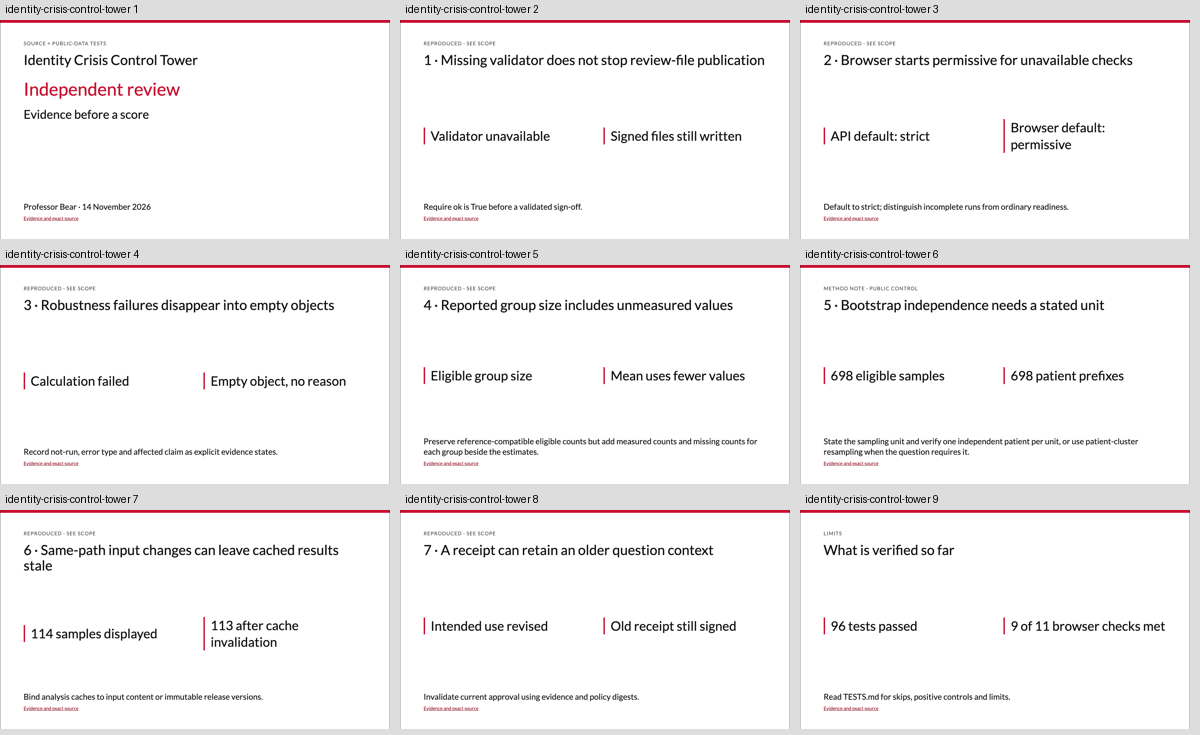 identity-crisis-control-tower 1
SOURCE + PUBLIC-DATA TESTS
Identity Crisis Control Tower
Independent review
Evidence before a score
Professor Bear · 14 November 2026
Evidence and exact source
identity-crisis-control-tower 2
REPRODUCED - SEE SCOPE
1 · Missing validator does not stop review-file publication
Validator unavailable
Signed files still written
Require ok is True before a validated sign-off.
Evidence and exact source
identity-crisis-control-tower 3
REPRODUCED - SEE SCOPE
2 · Browser starts permissive for unavailable checks
API default: strict
Browser default:
permissive
Default to strict; distinguish incomplete runs from ordinary readiness.
Evidence and exact source
identity-crisis-control-tower 4
REPRODUCED - SEE SCOPE
3 · Robustness failures disappear into empty objects
Calculation failed
Empty object, no reason
Record not-run, error type and affected claim as explicit evidence states.
Evidence and exact source
identity-crisis-control-tower 5
REPRODUCED - SEE SCOPE
4 · Reported group size includes unmeasured values
Eligible group size
Mean uses fewer values
Preserve reference-compatible eligible counts but add measured counts and missing counts for
each group beside the estimates.
Evidence and exact source
identity-crisis-control-tower 6
METHOD NOTE - PUBLIC CONTROL
5 · Bootstrap independence needs a stated unit
698 eligible samples
698 patient prefixes
State the sampling unit and verify one independent patient per unit, or use patient-cluster
resampling when the question requires it.
Evidence and exact source
identity-crisis-control-tower 7
REPRODUCED - SEE SCOPE
6 · Same-path input changes can leave cached results
stale
114 samples displayed
113 after cache
invalidation
Bind analysis caches to input content or immutable release versions.
Evidence and exact source
identity-crisis-control-tower 8
REPRODUCED - SEE SCOPE
7 · A receipt can retain an older question context
Intended use revised
Old receipt still signed
Invalidate current approval using evidence and policy digests.
Evidence and exact source
identity-crisis-control-tower 9
LIMITS
What is verified so far
96 tests passed
9 of 11 browser checks met
Read TESTS.md for skips, positive controls and limits.
Evidence and exact source